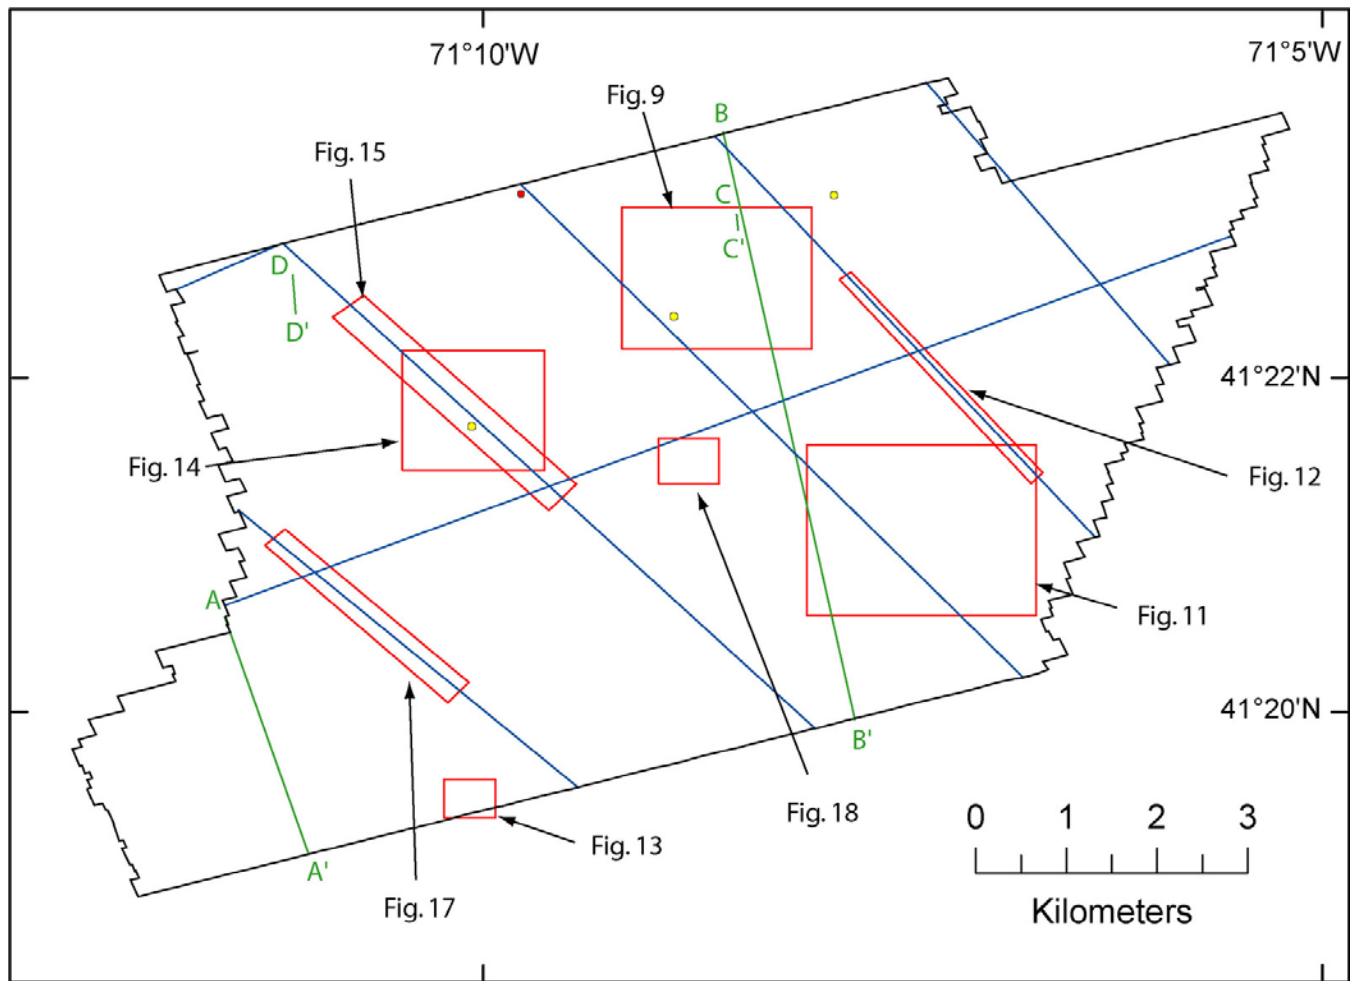 71°10'W
71°5'W
Fig. 9
B
Fig. 15
C
C'
D
D'
41°22'N
Fig. 14
Fig. 12
A
Fig. 11
41°20'N
B'
Fig. 18
0 1 2 3
Fig. 13
A'
Fig. 17
Kilometers